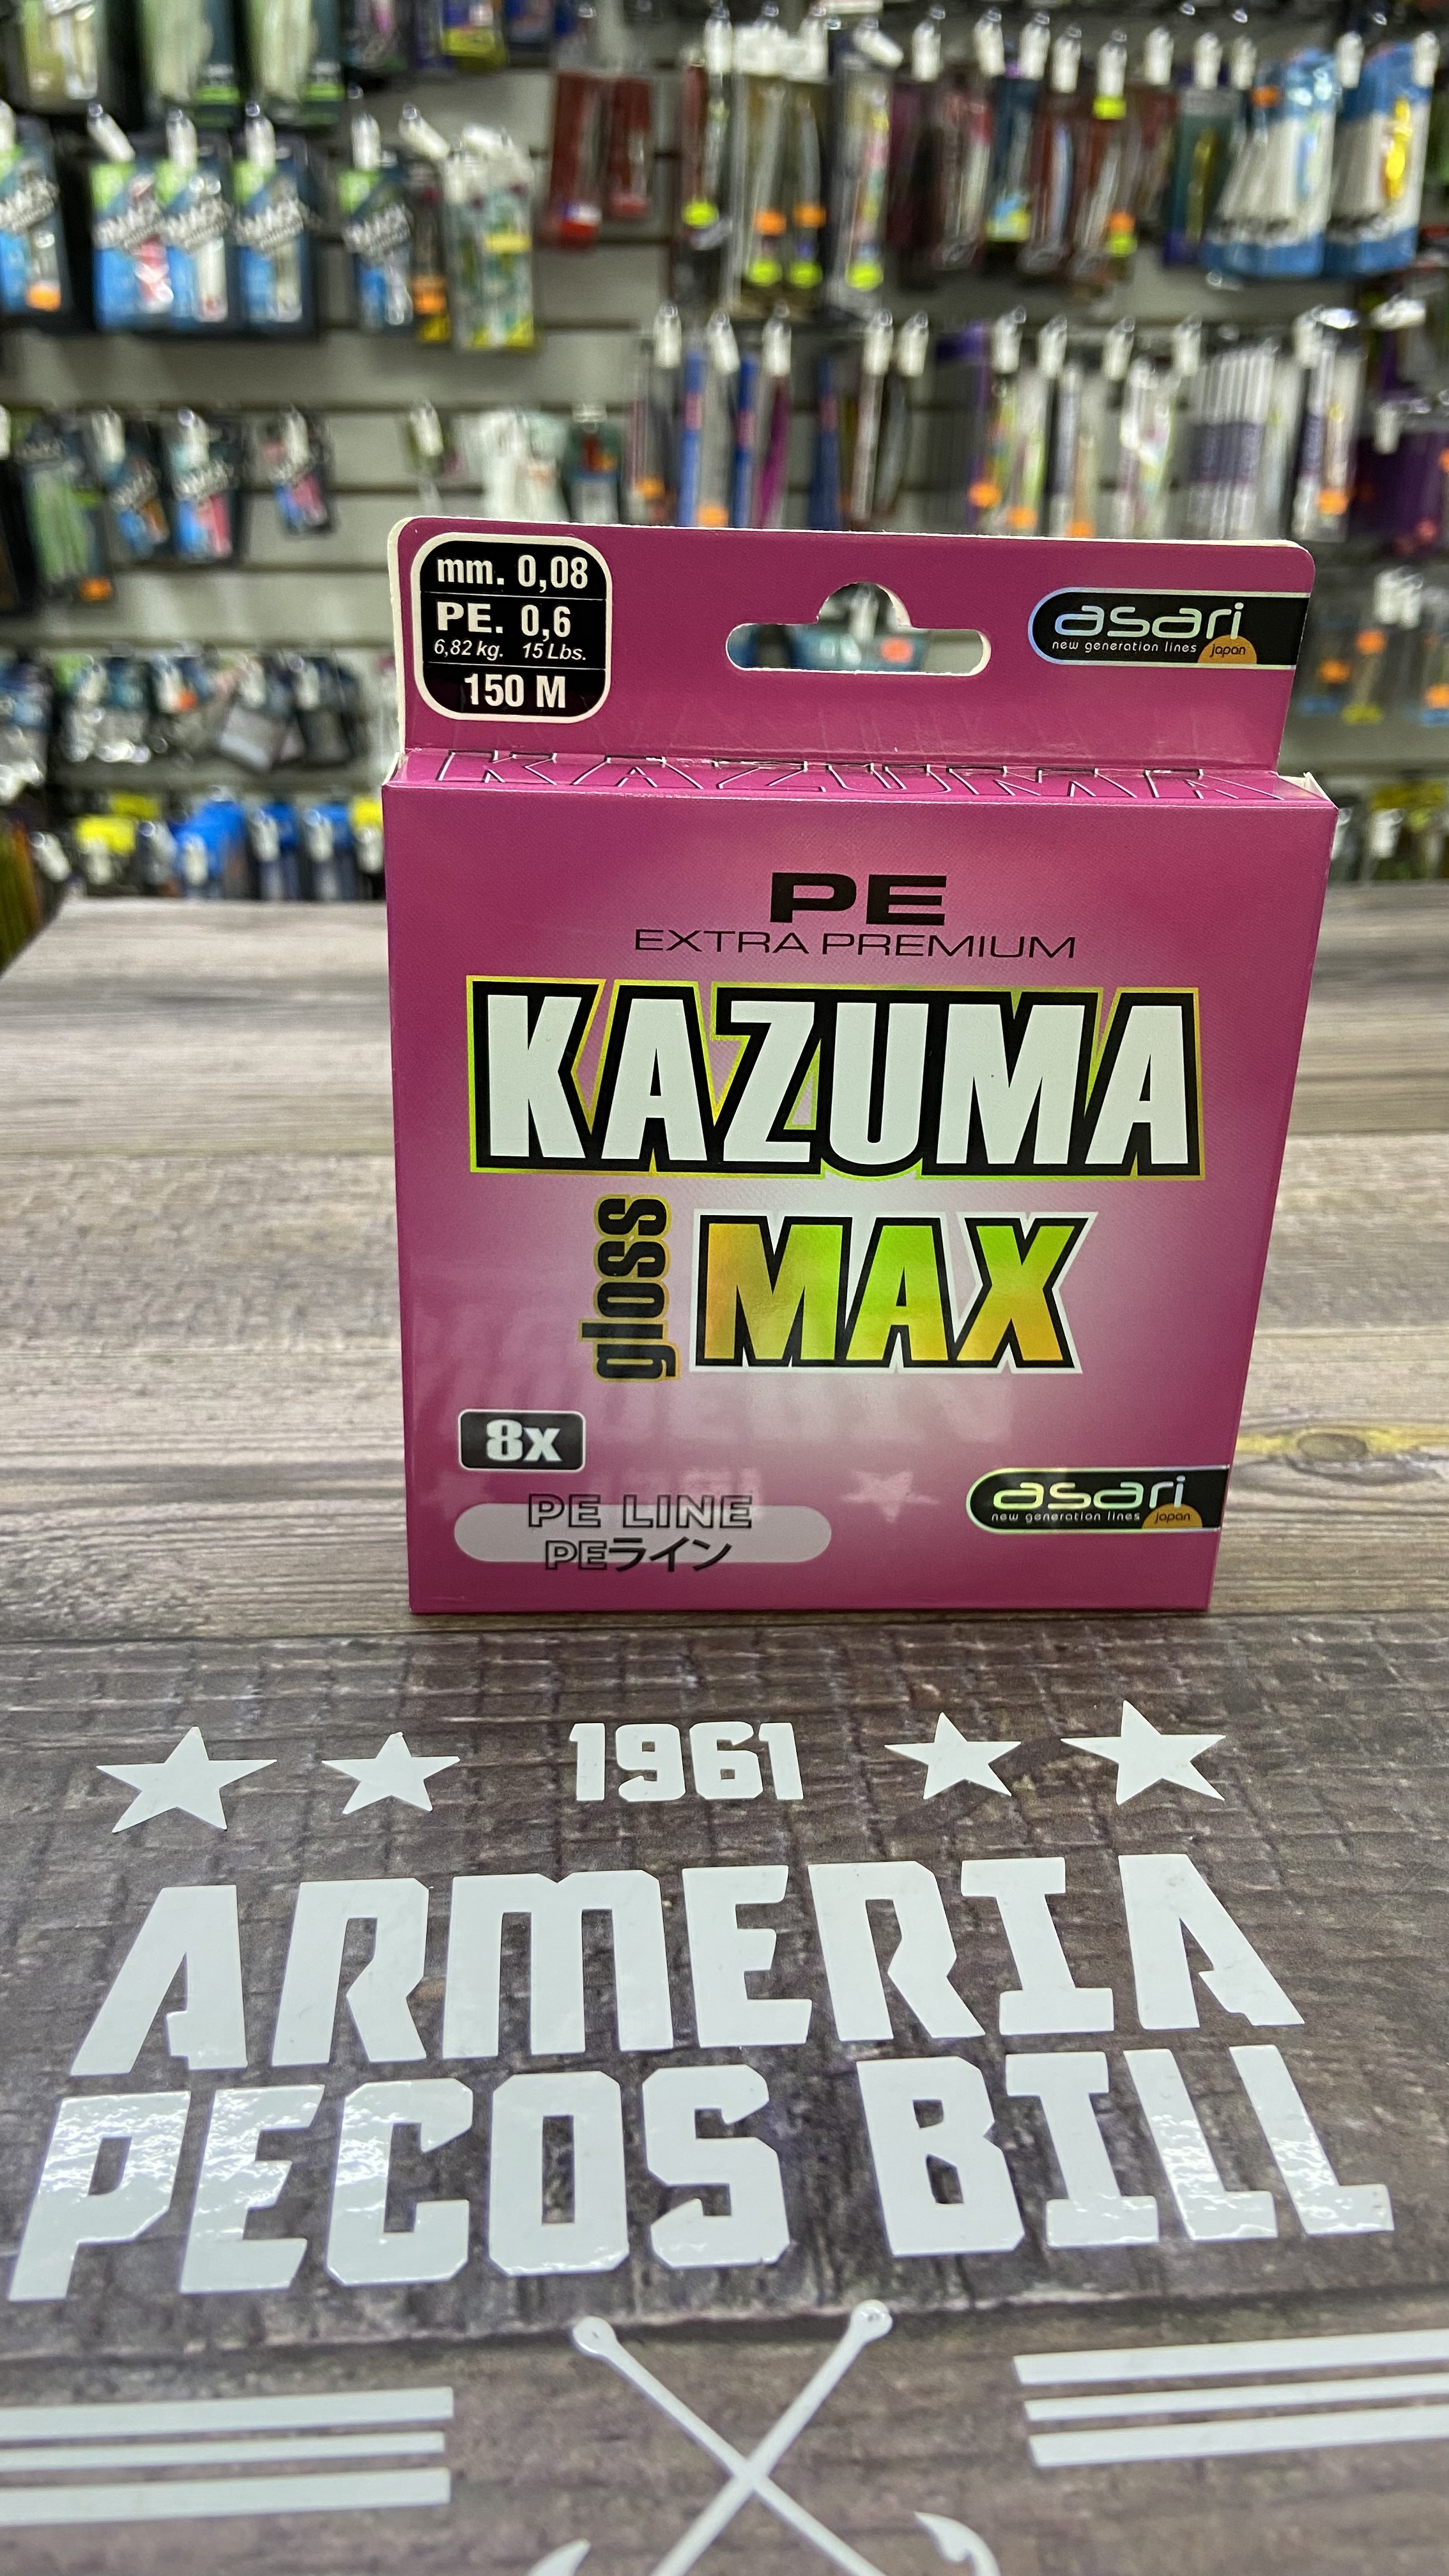 mm. 0,08
PE. 0,6
6,82 kg. 15 Lbs.
150 M
asari
new generation lines japan
KAZUMA
PE
EXTRA PREMIUM
KAZUMA
gloss
MAX
8x
PE LINE
PEライン
asari
new generation lines japan
1961
ARMERIA
PECOS BILL